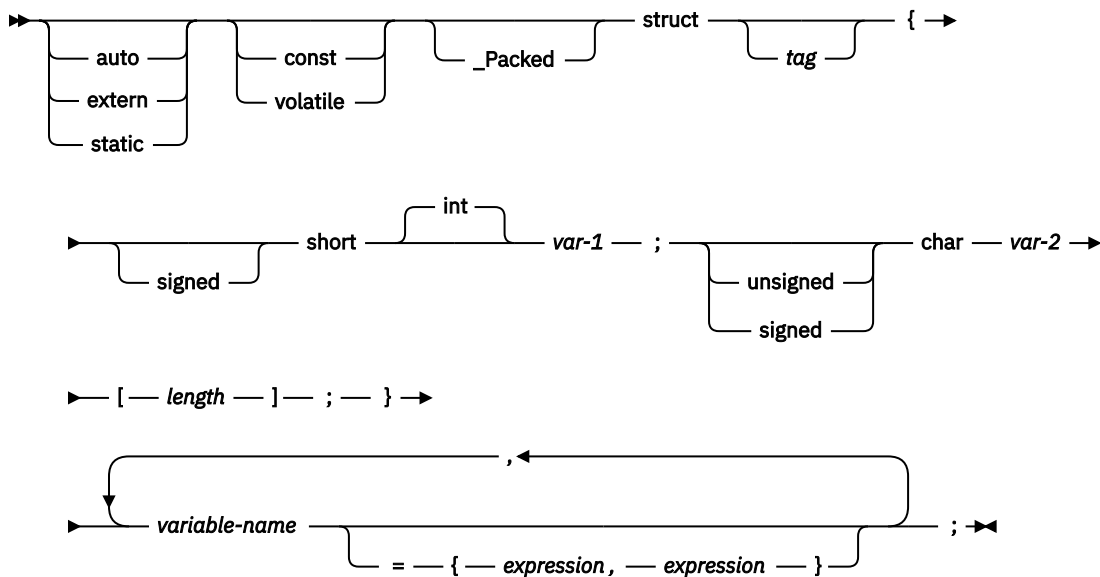 struct {
auto const _Packed tag
extern volatile
static
int
short var-1 ; char var-2
signed unsigned
signed
[ length ] ; }
,
variable-name ;
= { expression , expression }